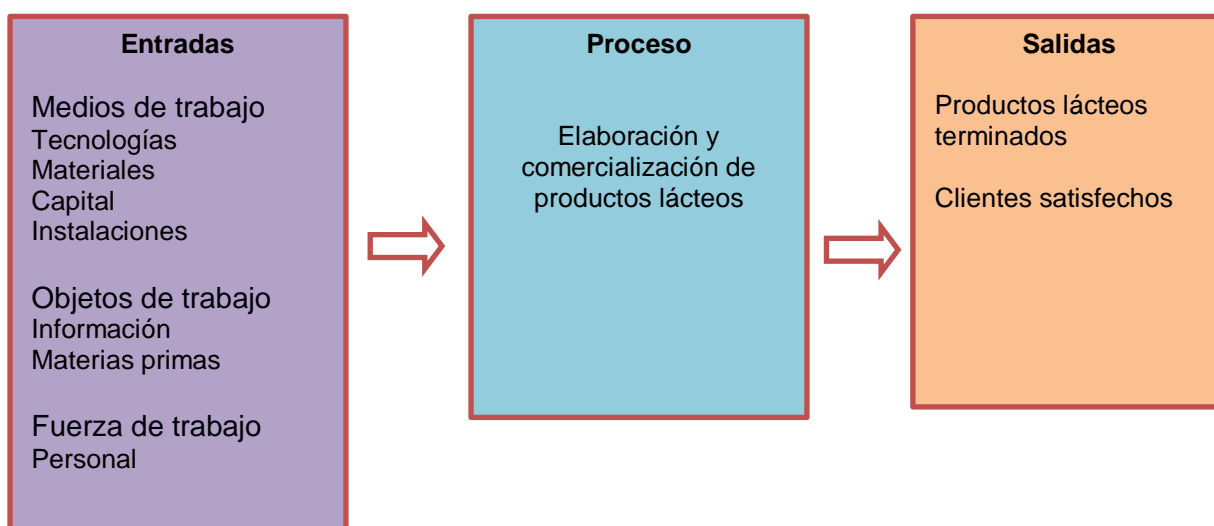 Entradas
Medios de trabajo
Tecnologías
Materiales
Capital
Instalaciones
Objetos de trabajo
Información
Materias primas
Fuerza de trabajo
Personal
Proceso
Elaboración y
comercialización de
productos lácteos
Salidas
Productos lácteos
terminados
Clientes satisfechos